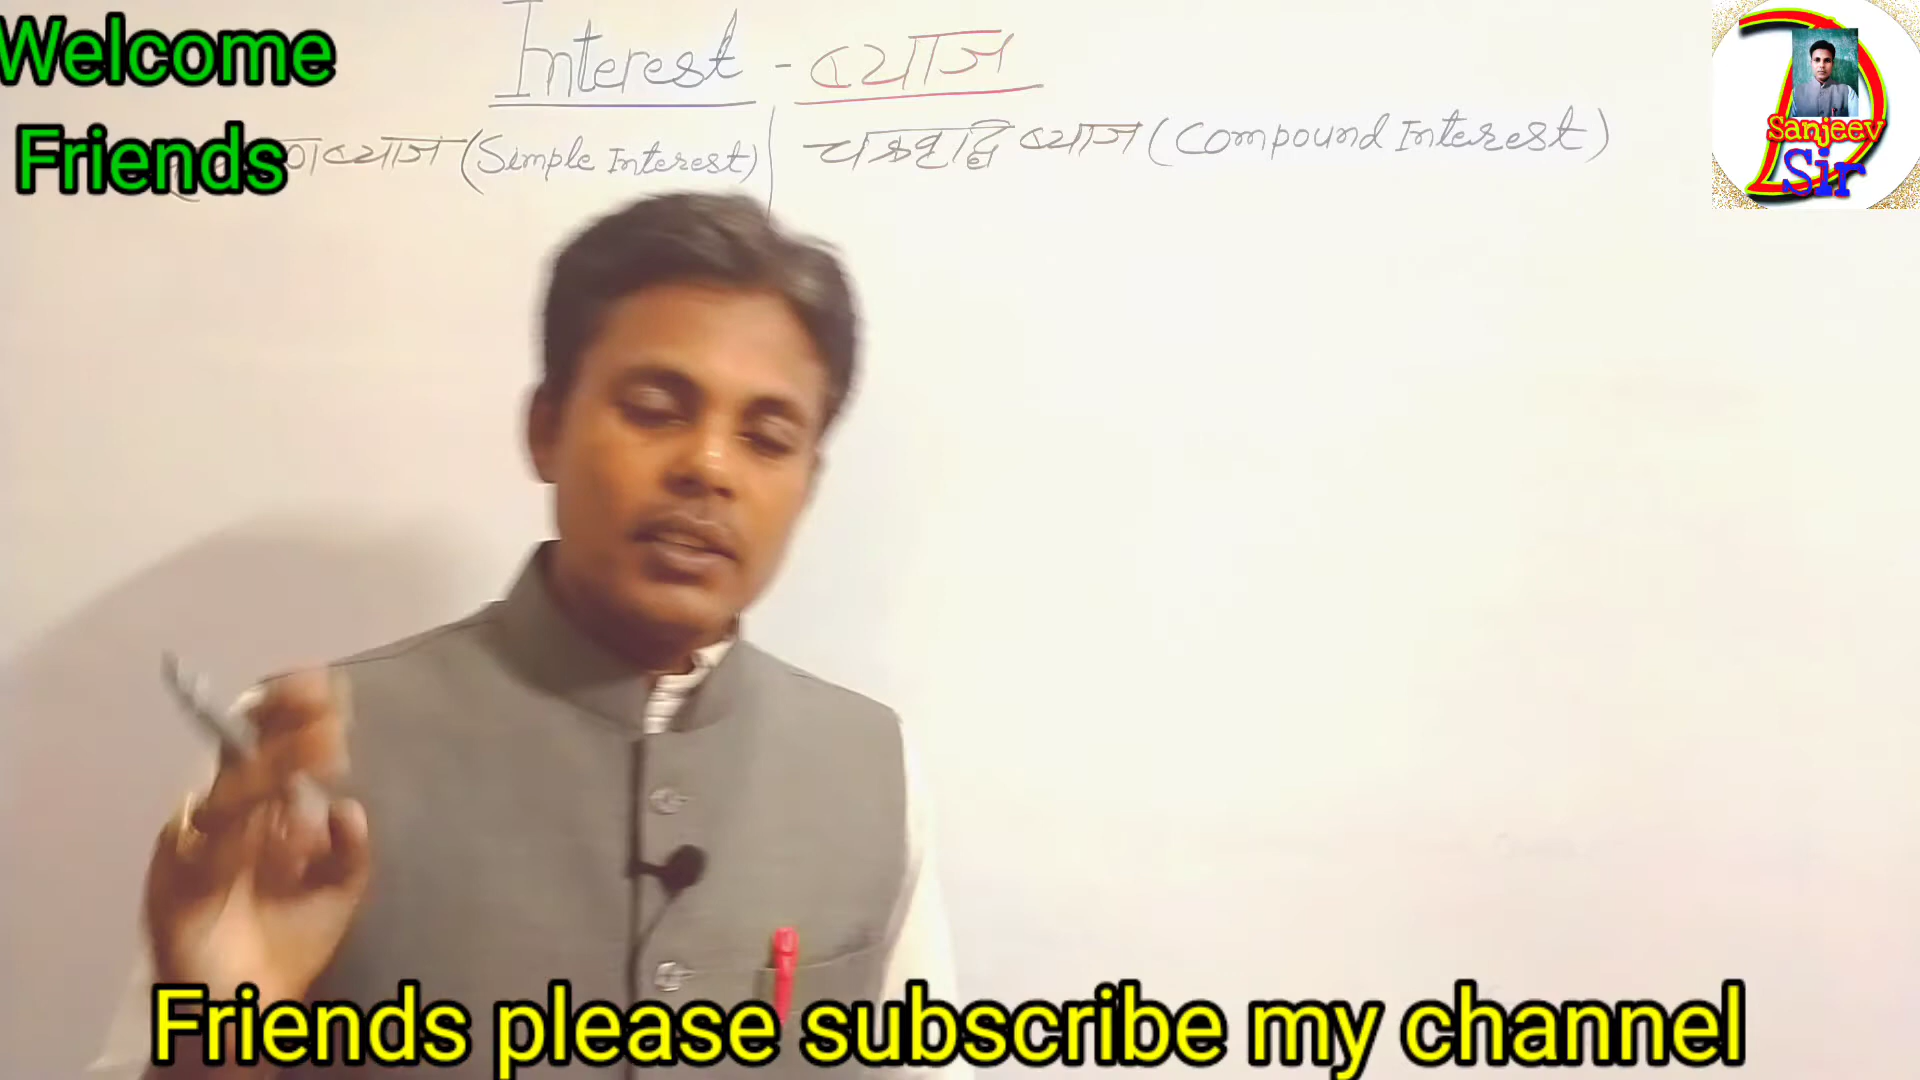 Welcome
Friends
Interest - ब्याज
ब्याज (Simple Interest) | चक्रवृद्धि ब्याज (Compound Interest)
Sanjeev
Sir
Friends please subscribe my channel